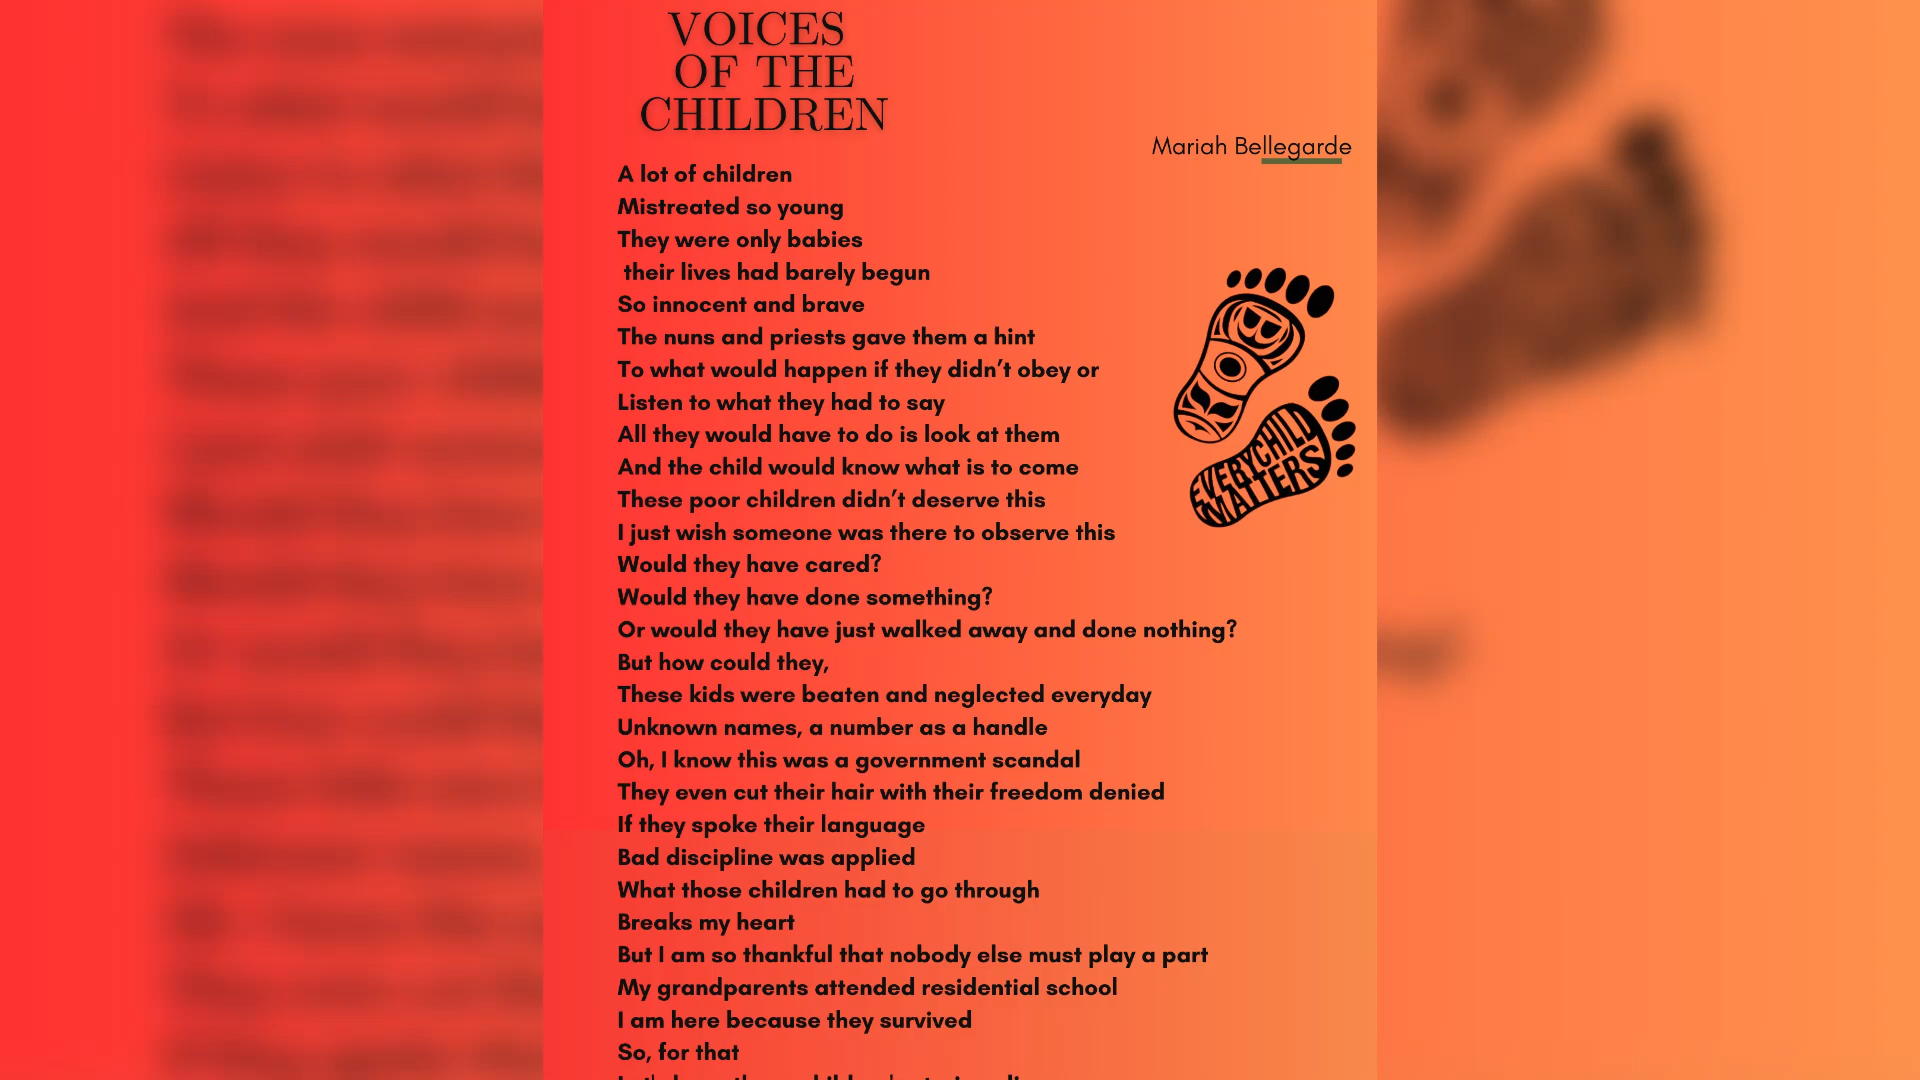 VOICES
OF THE
CHILDREN
Mariah Bellegarde
A lot of children
Mistreated so young
They were only babies
their lives had barely begun
So innocent and brave
The nuns and priests gave them a hint
To what would happen if they didn't obey or
Listen to what they had to say
All they would have to do is look at them
And the child would know what is to come
These poor children didn't deserve this
I just wish someone was there to observe this
Would they have cared?
Would they have done something?
Or would they have just walked away and done nothing?
But how could they,
These kids were beaten and neglected everyday
Unknown names, a number as a handle
Oh, I know this was a government scandal
They even cut their hair with their freedom denied
If they spoke their language
Bad discipline was applied
What those children had to go through
Breaks my heart
But I am so thankful that nobody else must play a part
My grandparents attended residential school
I am here because they survived
So, for that
EVERY CHILD
MATTERS